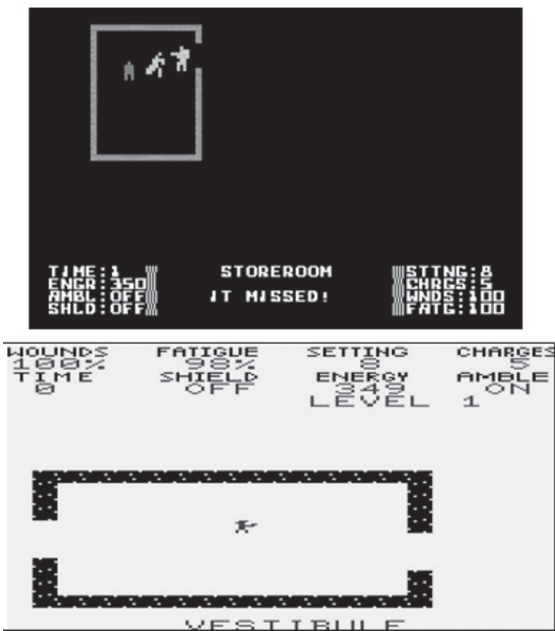 TIME:1 STOREROOM STTNG:8
ENGR:350 CHRGS:5
AMBL:OFF IT MISSED! WNDS:100
SHLD:OFF FATG:100
WOUNDS FATIGUE SETTING CHARGES
100% 98% 8 5
TIME SHIELD ENERGY AMBLE
0 OFF 349 ON
LEVEL 1
VESTIBULE